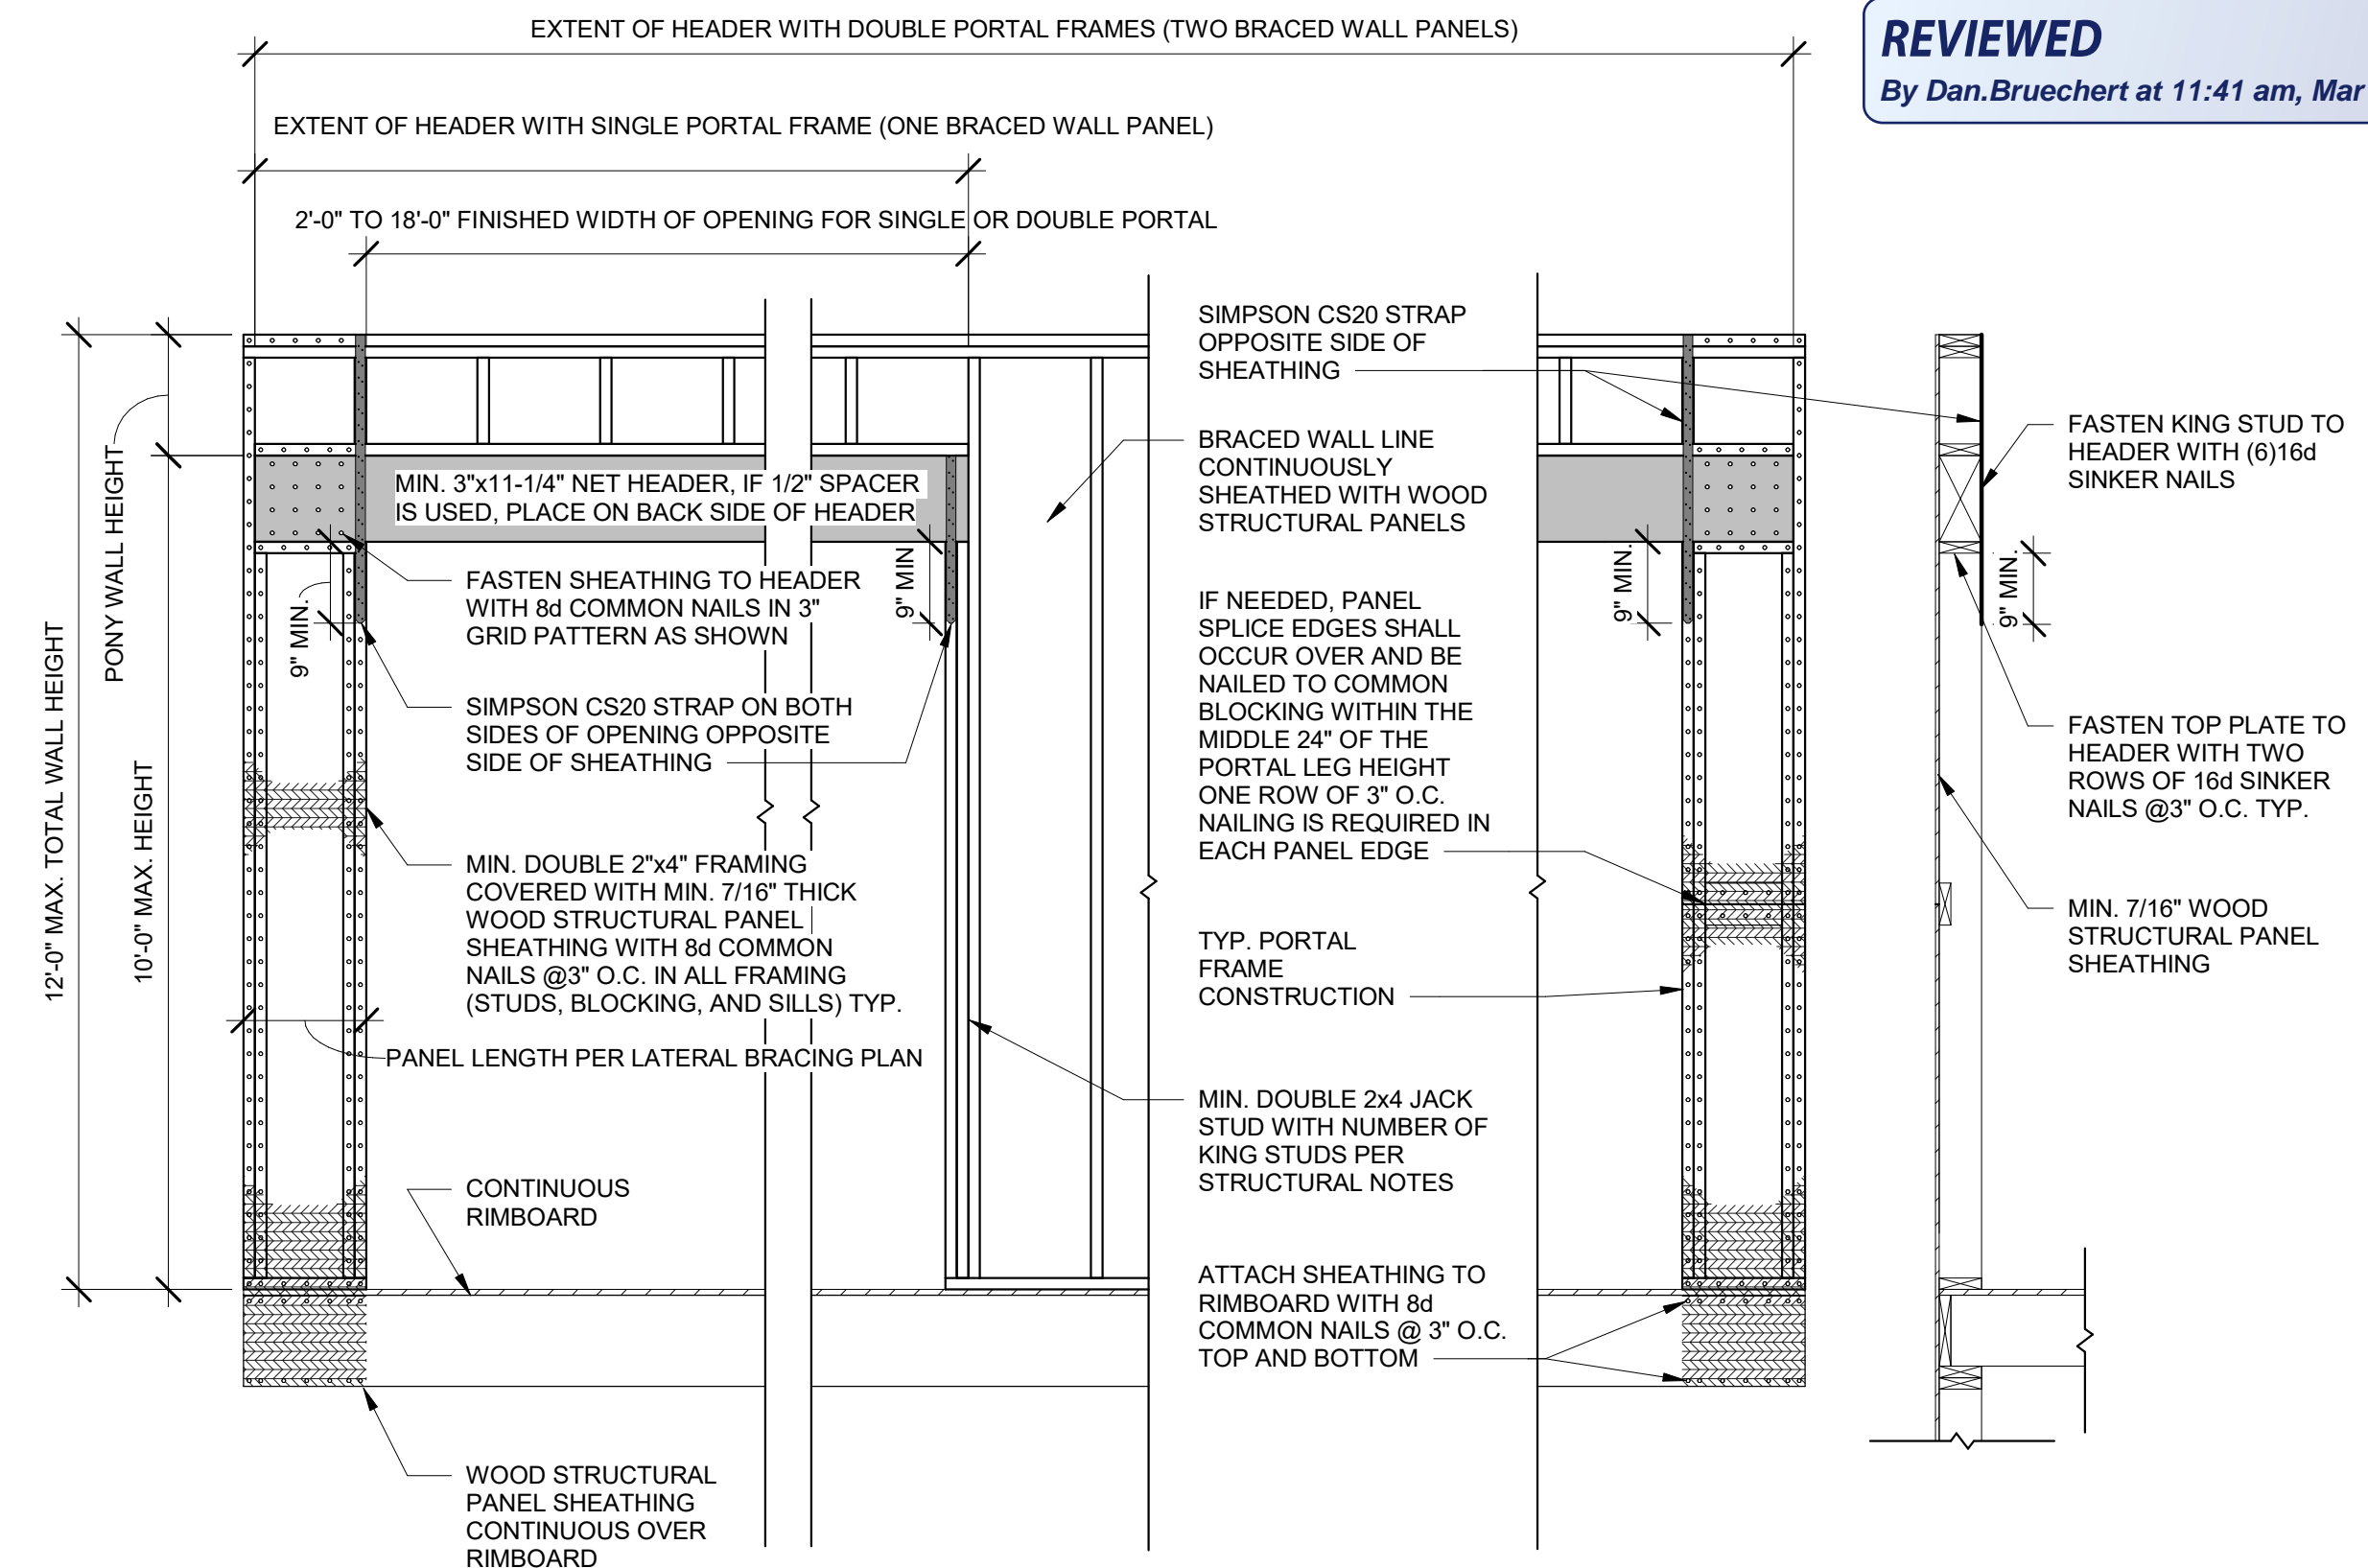 EXTENT OF HEADER WITH DOUBLE PORTAL FRAMES (TWO BRACED WALL PANELS)
REVIEWED
By Dan.Bruechert at 11:41 am, Mar
EXTENT OF HEADER WITH SINGLE PORTAL FRAME (ONE BRACED WALL PANEL)
2'-0" TO 18'-0" FINISHED WIDTH OF OPENING FOR SINGLE OR DOUBLE PORTAL
12'-0" MAX. TOTAL WALL HEIGHT
PONY WALL HEIGHT
10'-0" MAX. HEIGHT
MIN. 3"x11-1/4" NET HEADER, IF 1/2" SPACER
IS USED, PLACE ON BACK SIDE OF HEADER
9" MIN.
FASTEN SHEATHING TO HEADER
WITH 8d COMMON NAILS IN 3"
GRID PATTERN AS SHOWN
9" MIN
SIMPSON CS20 STRAP ON BOTH
SIDES OF OPENING OPPOSITE
SIDE OF SHEATHING
MIN. DOUBLE 2"x4" FRAMING
COVERED WITH MIN. 7/16" THICK
WOOD STRUCTURAL PANEL
SHEATHING WITH 8d COMMON
NAILS @3" O.C. IN ALL FRAMING
(STUDS, BLOCKING, AND SILLS) TYP.
PANEL LENGTH PER LATERAL BRACING PLAN
CONTINUOUS
RIMBOARD
WOOD STRUCTURAL
PANEL SHEATHING
CONTINUOUS OVER
RIMBOARD
SIMPSON CS20 STRAP
OPPOSITE SIDE OF
SHEATHING
BRACED WALL LINE
CONTINUOUSLY
SHEATHED WITH WOOD
STRUCTURAL PANELS
IF NEEDED, PANEL
SPLICE EDGES SHALL
OCCUR OVER AND BE
NAILED TO COMMON
BLOCKING WITHIN THE
MIDDLE 24" OF THE
PORTAL LEG HEIGHT
ONE ROW OF 3" O.C.
NAILING IS REQUIRED IN
EACH PANEL EDGE
TYP. PORTAL
FRAME
CONSTRUCTION
MIN. DOUBLE 2x4 JACK
STUD WITH NUMBER OF
KING STUDS PER
STRUCTURAL NOTES
ATTACH SHEATHING TO
RIMBOARD WITH 8d
COMMON NAILS @ 3" O.C.
TOP AND BOTTOM
9" MIN.
9" MIN.
FASTEN KING STUD TO
HEADER WITH (6)16d
SINKER NAILS
FASTEN TOP PLATE TO
HEADER WITH TWO
ROWS OF 16d SINKER
NAILS @3" O.C. TYP.
MIN. 7/16" WOOD
STRUCTURAL PANEL
SHEATHING